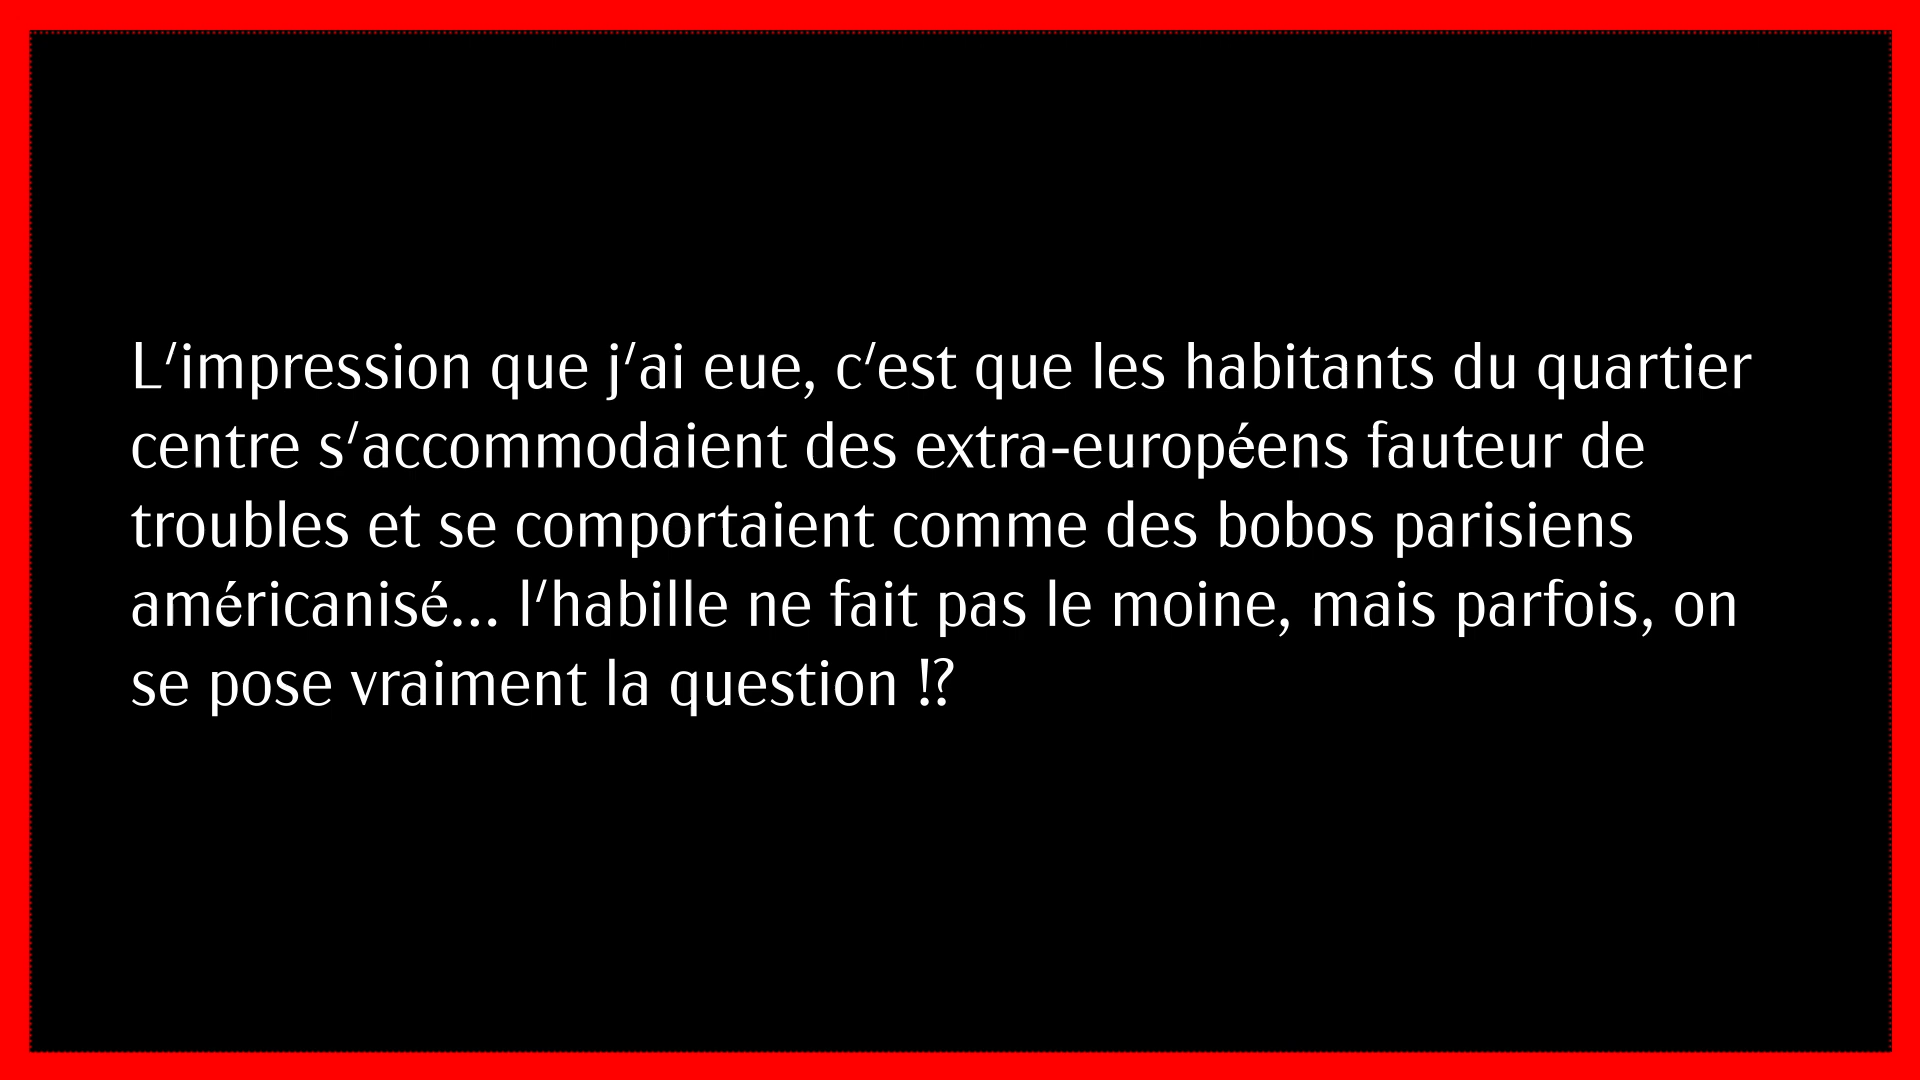 L'impression que j'ai eue, c'est que les habitants du quartier
centre s'accommodaient des extra-européens fauteur de
troubles et se comportaient comme des bobos parisiens
américanisé... l'habille ne fait pas le moine, mais parfois, on
se pose vraiment la question !?